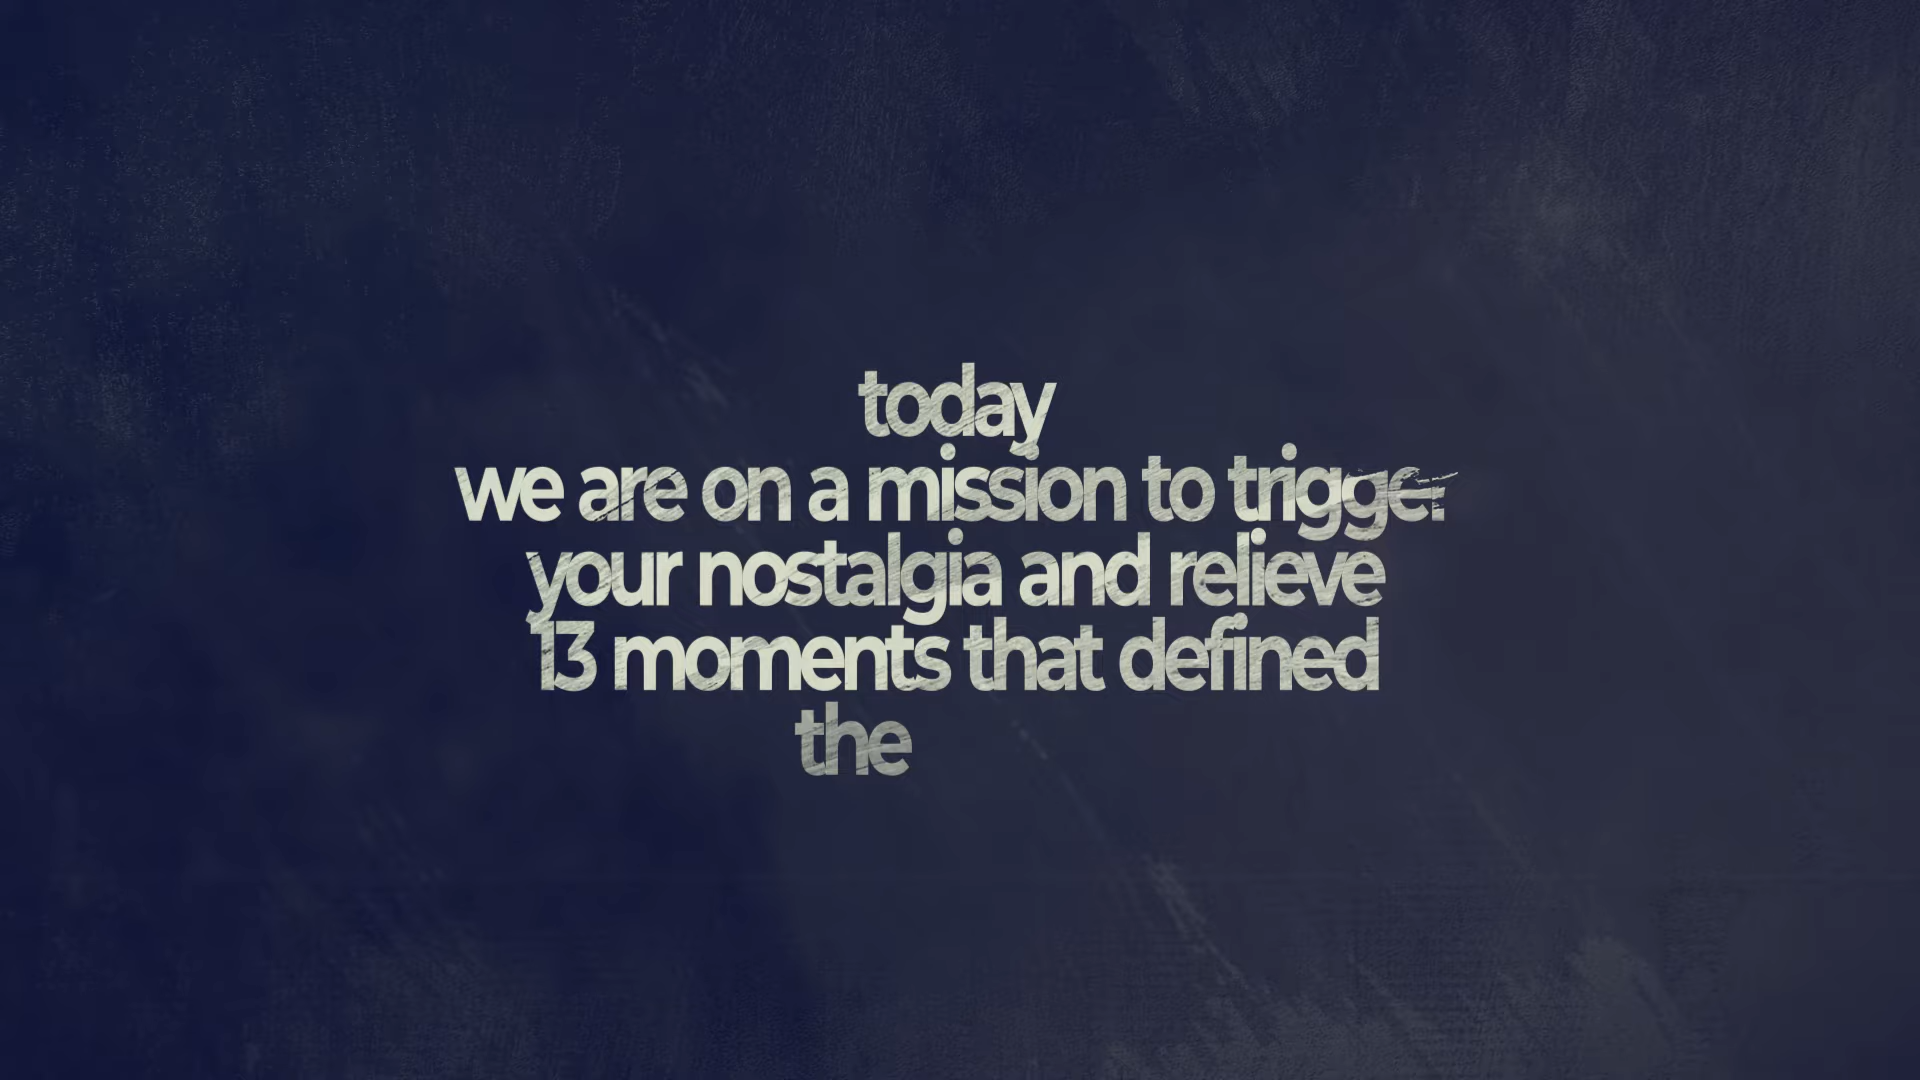 today
we are on a mission to trigger
your nostalgia and relieve
13 moments that defined
the